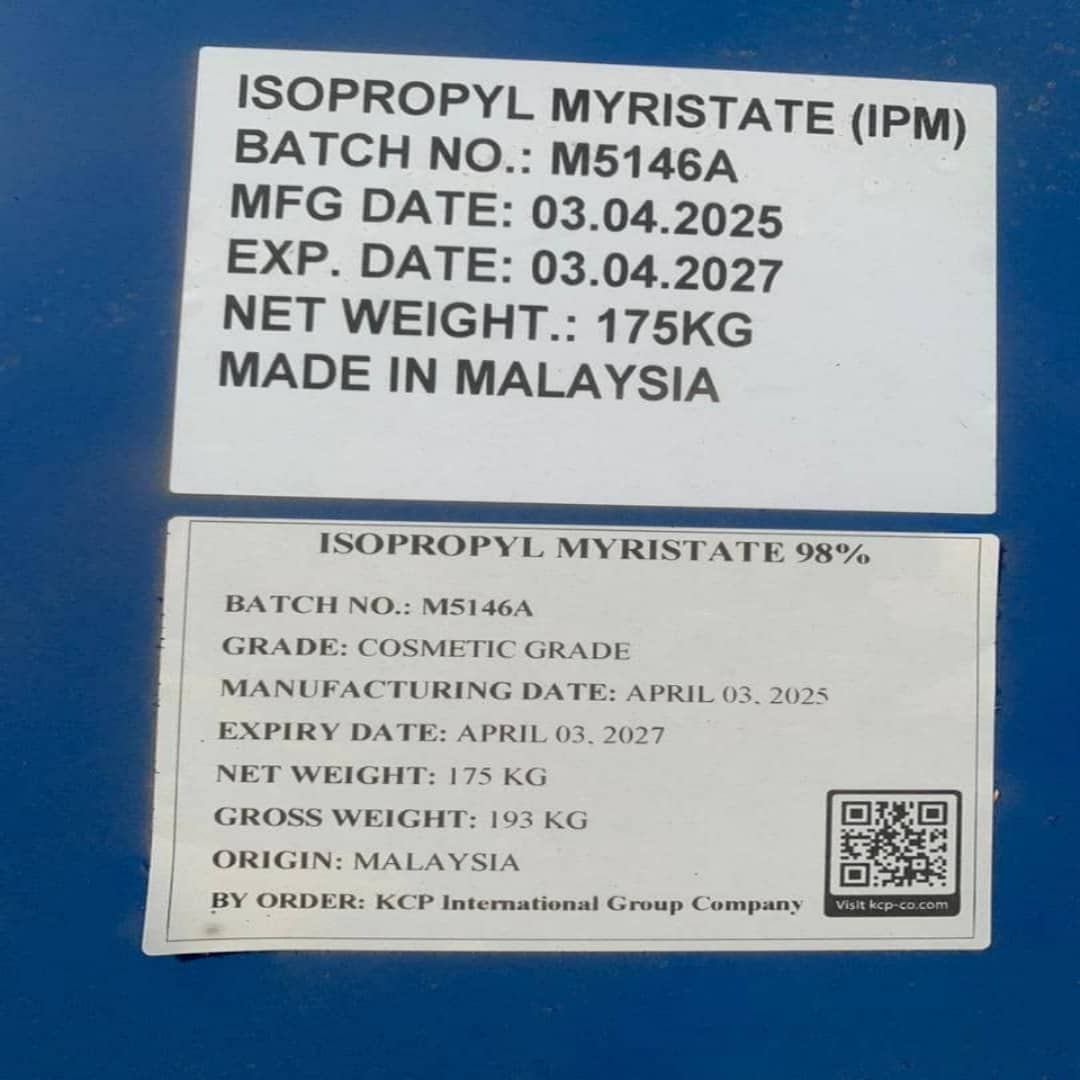 ISOPROPYL MYRISTATE (IPM)
BATCH NO.: M5146A
MFG DATE: 03.04.2025
EXP. DATE: 03.04.2027
NET WEIGHT.: 175KG
MADE IN MALAYSIA
ISOPROPYL MYRISTATE 98%
BATCH NO.: M5146A
GRADE: COSMETIC GRADE
MANUFACTURING DATE: APRIL 03, 2025
EXPIRY DATE: APRIL 03, 2027
NET WEIGHT: 175 KG
GROSS WEIGHT: 193 KG
ORIGIN: MALAYSIA
BY ORDER: KCP International Group Company
Visit kcp-co.com